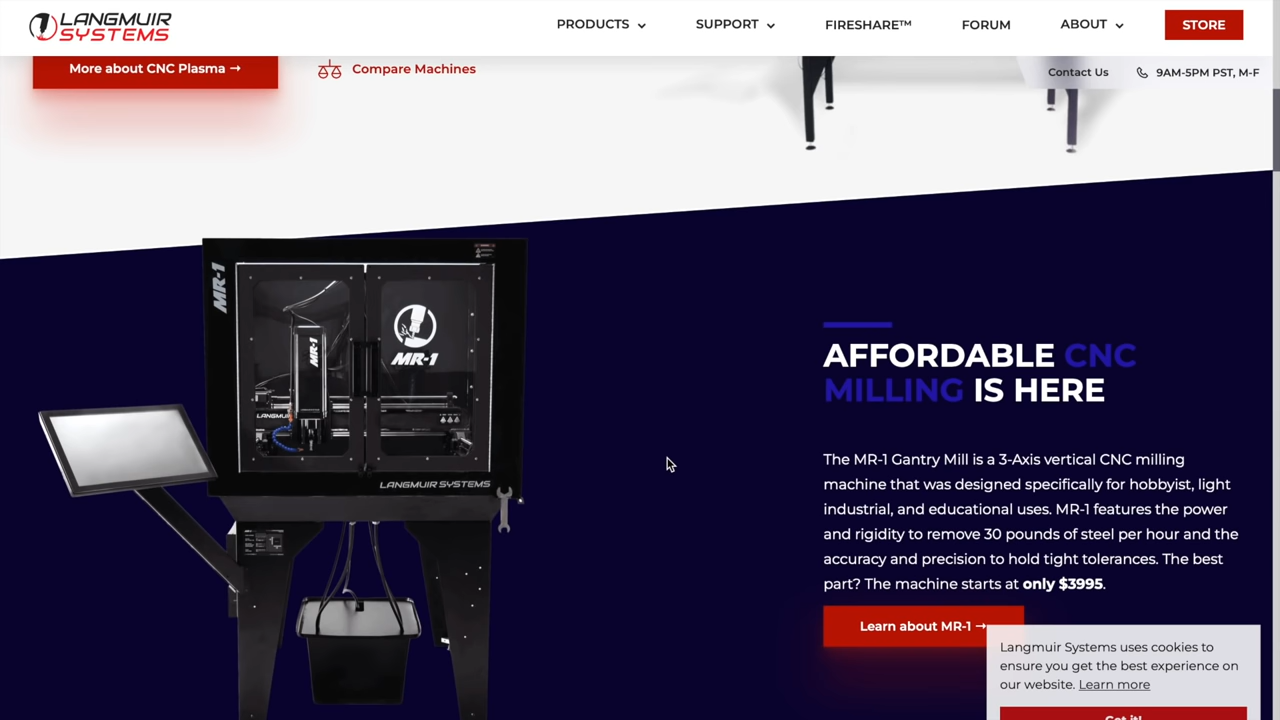 LANGMUIR
SYSTEMS
PRODUCTS
SUPPORT
FIRESHARE™
FORUM
ABOUT
STORE
More about CNC Plasma →
Compare Machines
Contact Us
9AM-5PM PST, M-F
MR-1
MR-1
MR-1
LANGMUIR SYSTEMS
AFFORDABLE CNC
MILLING IS HERE
The MR-1 Gantry Mill is a 3-Axis vertical CNC milling
machine that was designed specifically for hobbyist, light
industrial, and educational uses. MR-1 features the power
and rigidity to remove 30 pounds of steel per hour and the
accuracy and precision to hold tight tolerances. The best
part? The machine starts at only $3995.
Learn about MR-1 →
Langmuir Systems uses cookies to
ensure you get the best experience on
our website. Learn more
Got it!